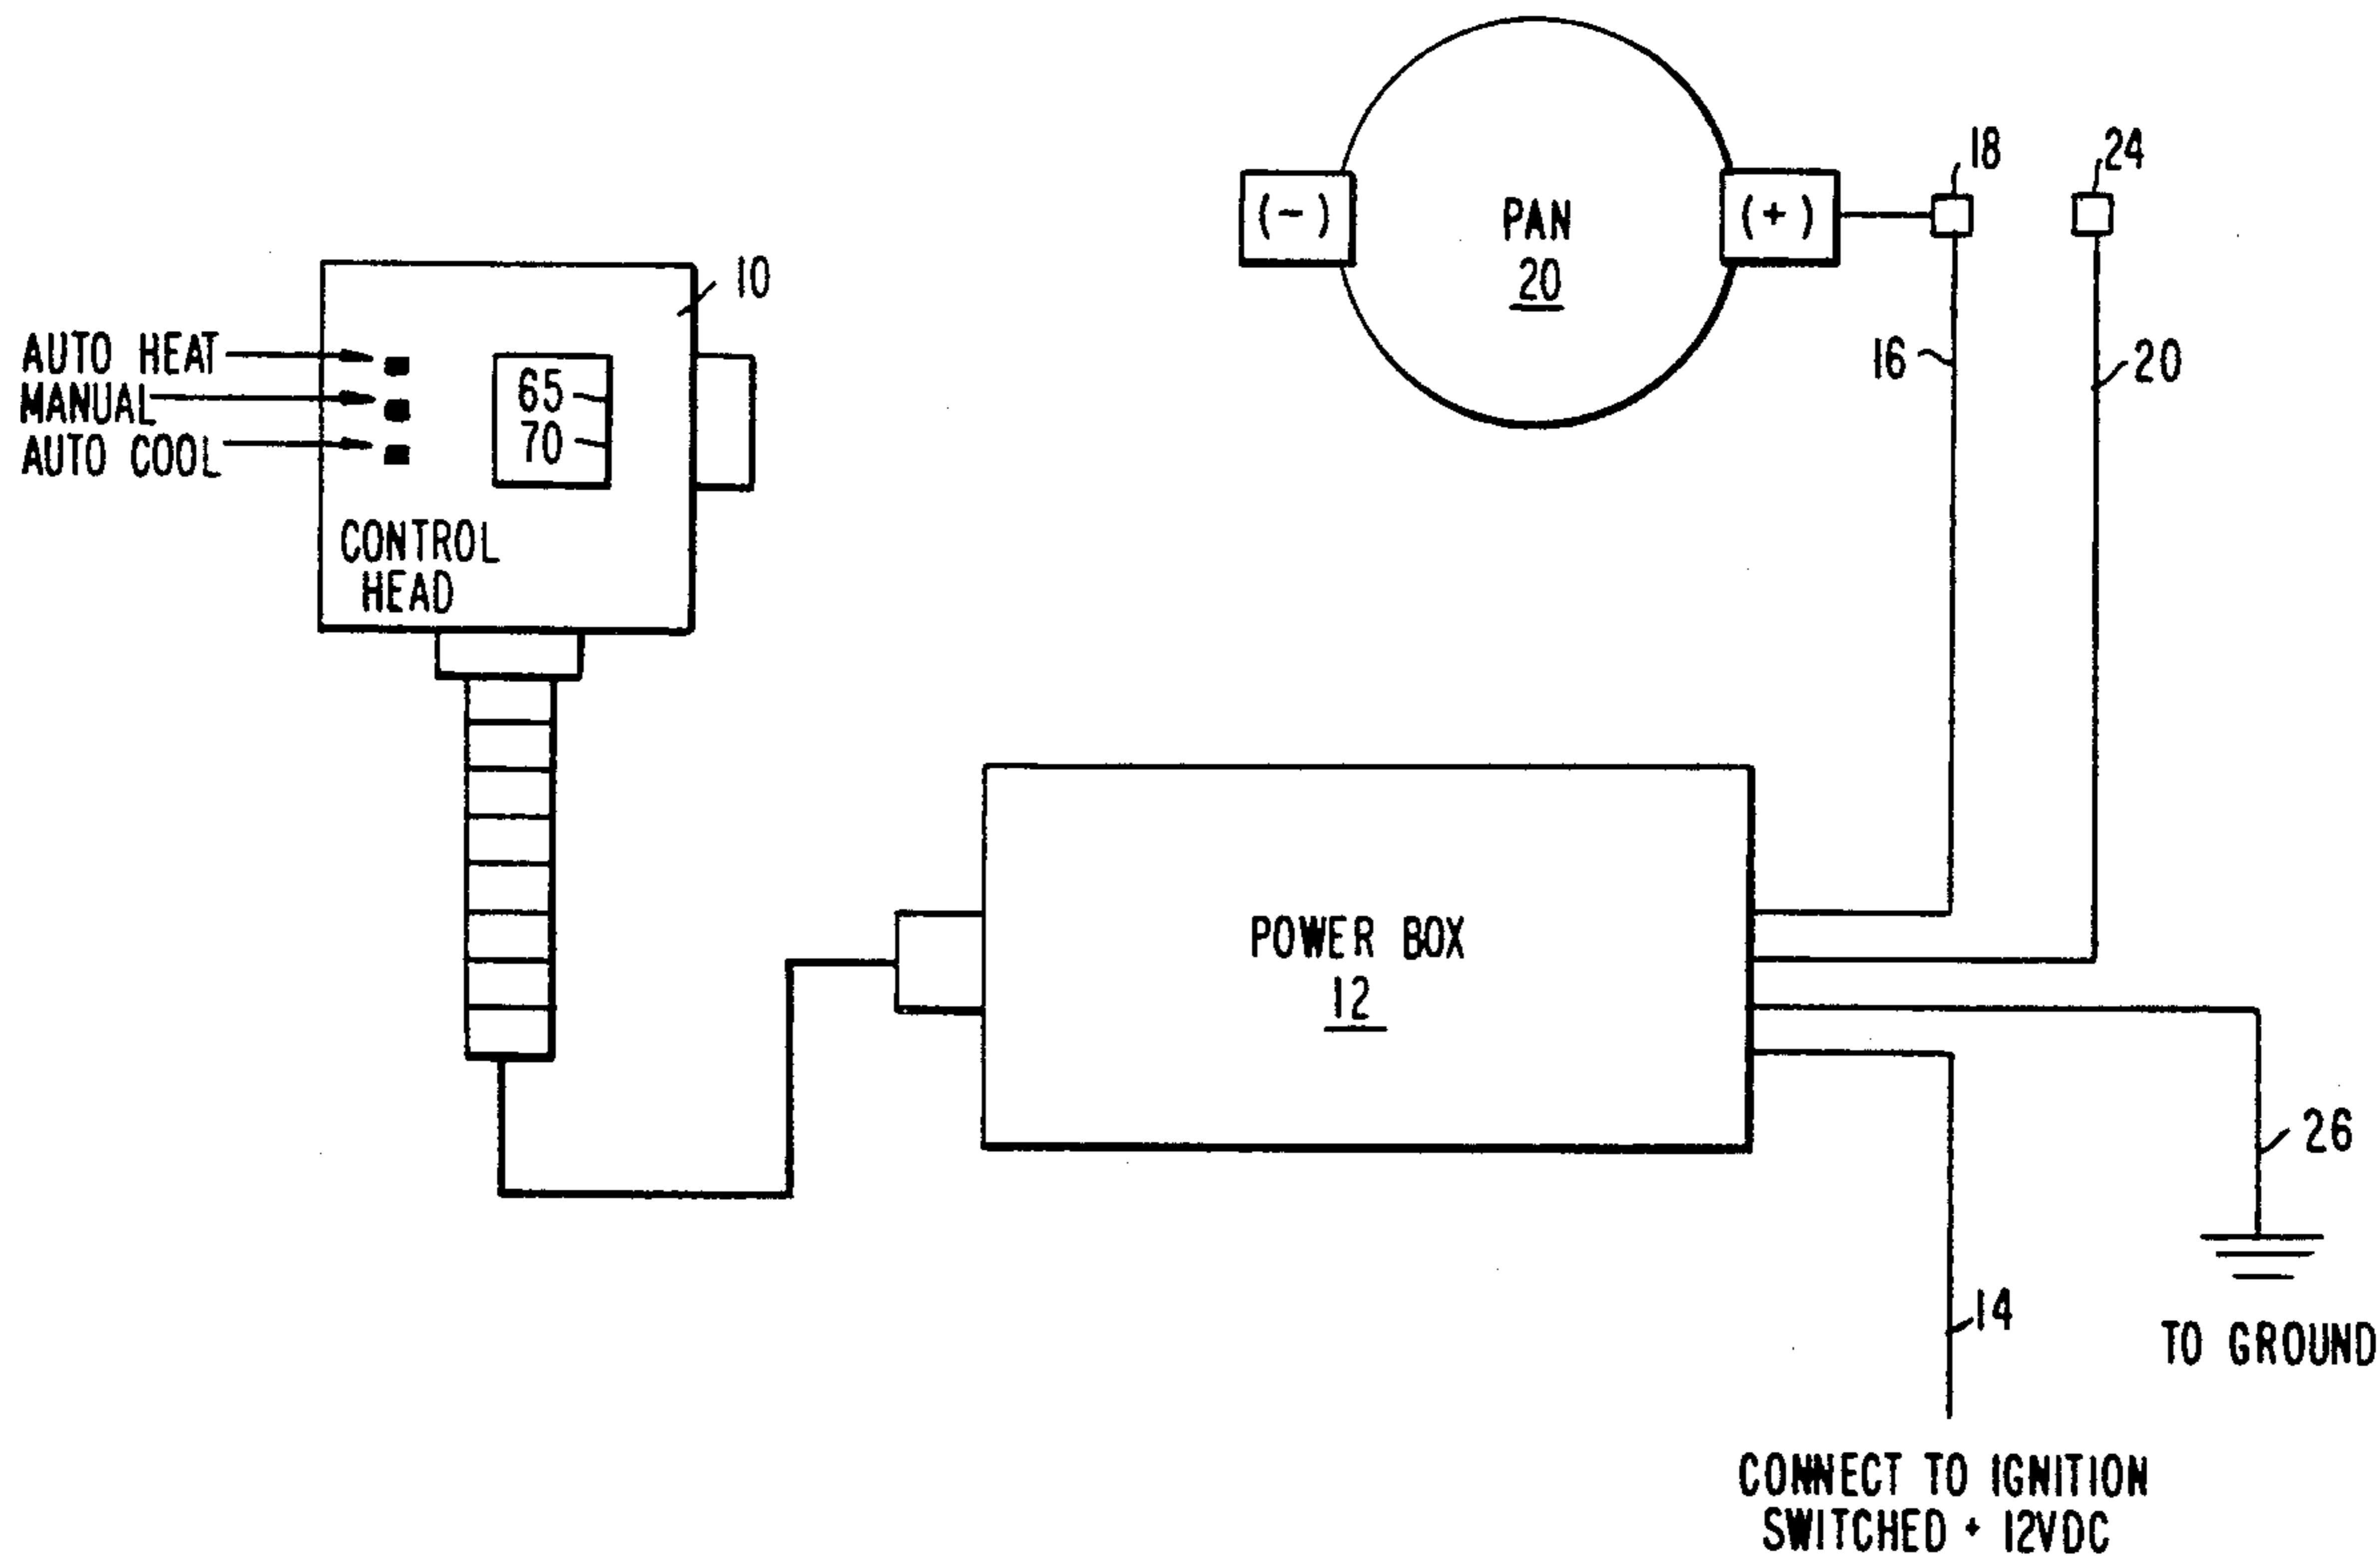 18
24
(-)
PAN
20
(+)
10
AUTO HEAT
MANUAL
AUTO COOL
65
70
16
20
CONTROL
HEAD
POWER BOX
12
26
14
TO GROUND
CONNECT TO IGNITION
SWITCHED + 12VDC